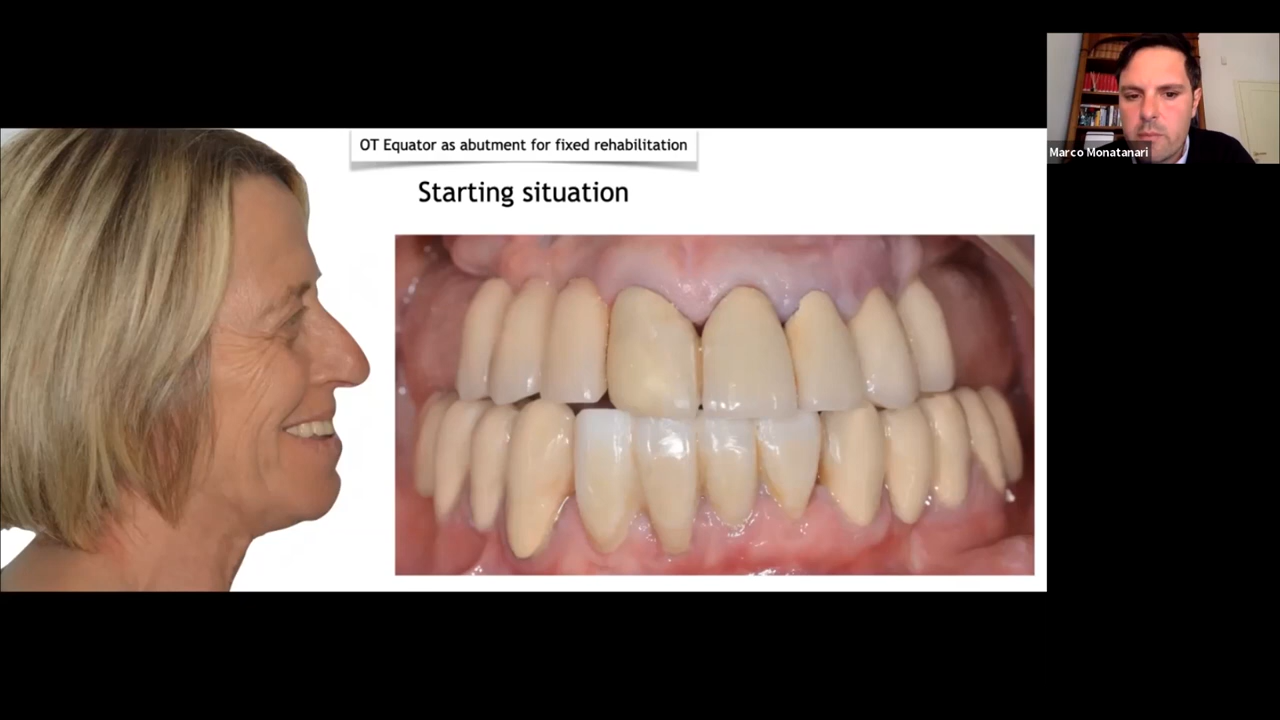 OT Equator as abutment for fixed rehabilitation
Starting situation
Marco Monatanari